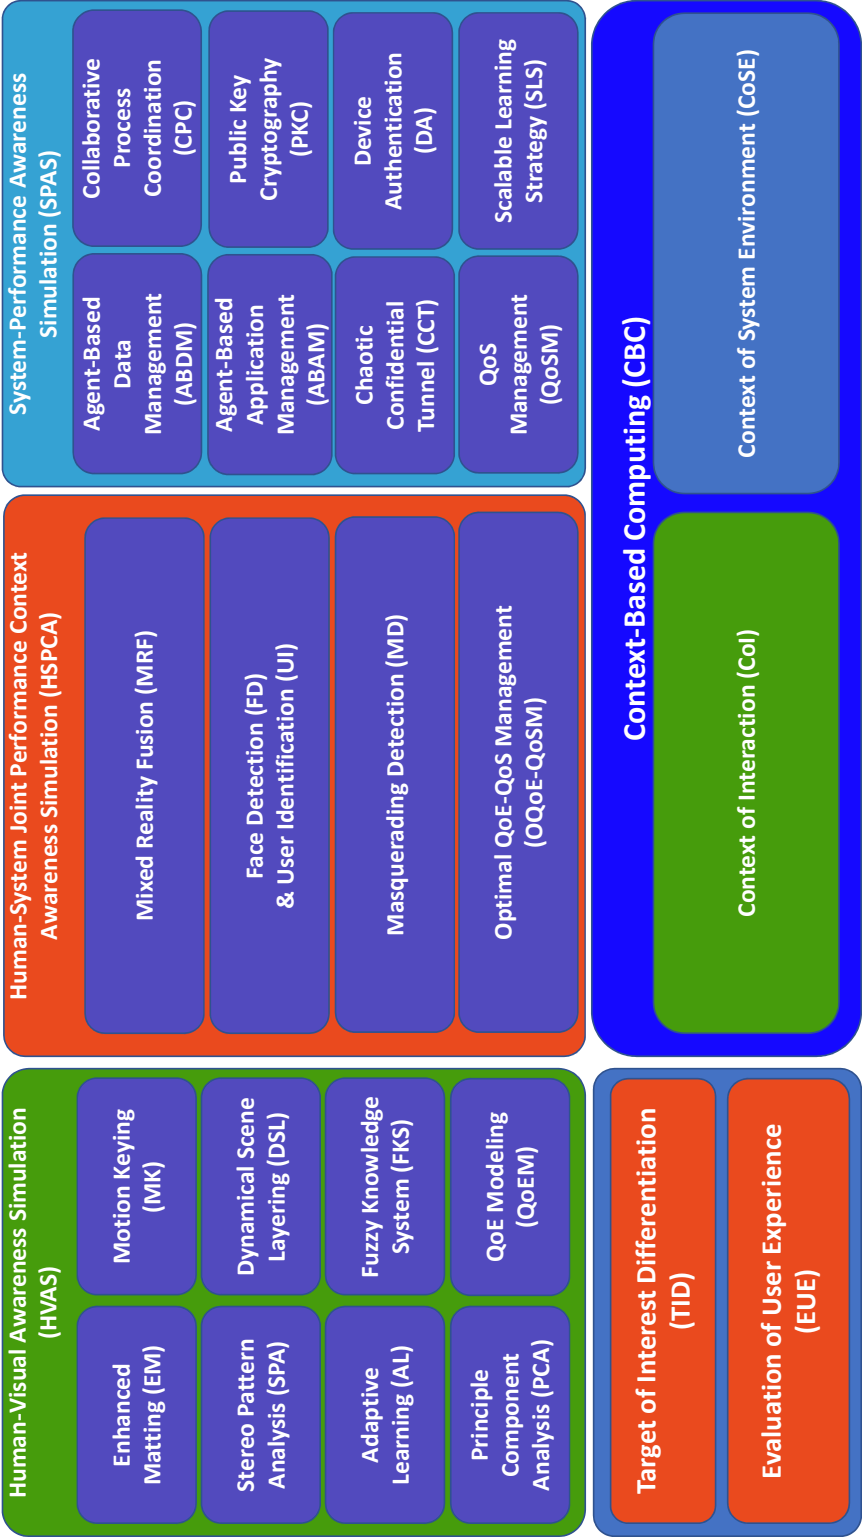 Human-Visual Awareness Simulation
(HVAS)
Enhanced
Matting (EM)
Motion Keying
(MK)
Stereo Pattern
Analysis (SPA)
Dynamical Scene
Layering (DSL)
Adaptive
Learning (AL)
Fuzzy Knowledge
System (FKS)
Principle
Component
Analysis (PCA)
QoE Modeling
(QoEM)
Human-System Joint Performance Context
Awareness Simulation (HSPCA)
Mixed Reality Fusion (MRF)
Face Detection (FD)
& User Identification (UI)
Masquerading Detection (MD)
Optimal QoE-QoS Management
(OQoE-QoSM)
System-Performance Awareness
Simulation (SPAS)
Agent-Based
Data
Management
(ABDM)
Collaborative
Process
Coordination
(CPC)
Agent-Based
Application
Management
(ABAM)
Public Key
Cryptography
(PKC)
Chaotic
Confidential
Tunnel (CCT)
Device
Authentication
(DA)
QoS
Management
(QoSM)
Scalable Learning
Strategy (SLS)
Target of Interest Differentiation
(TID)
Evaluation of User Experience
(EUE)
Context-Based Computing (CBC)
Context of Interaction (CoI)
Context of System Environment (CoSE)